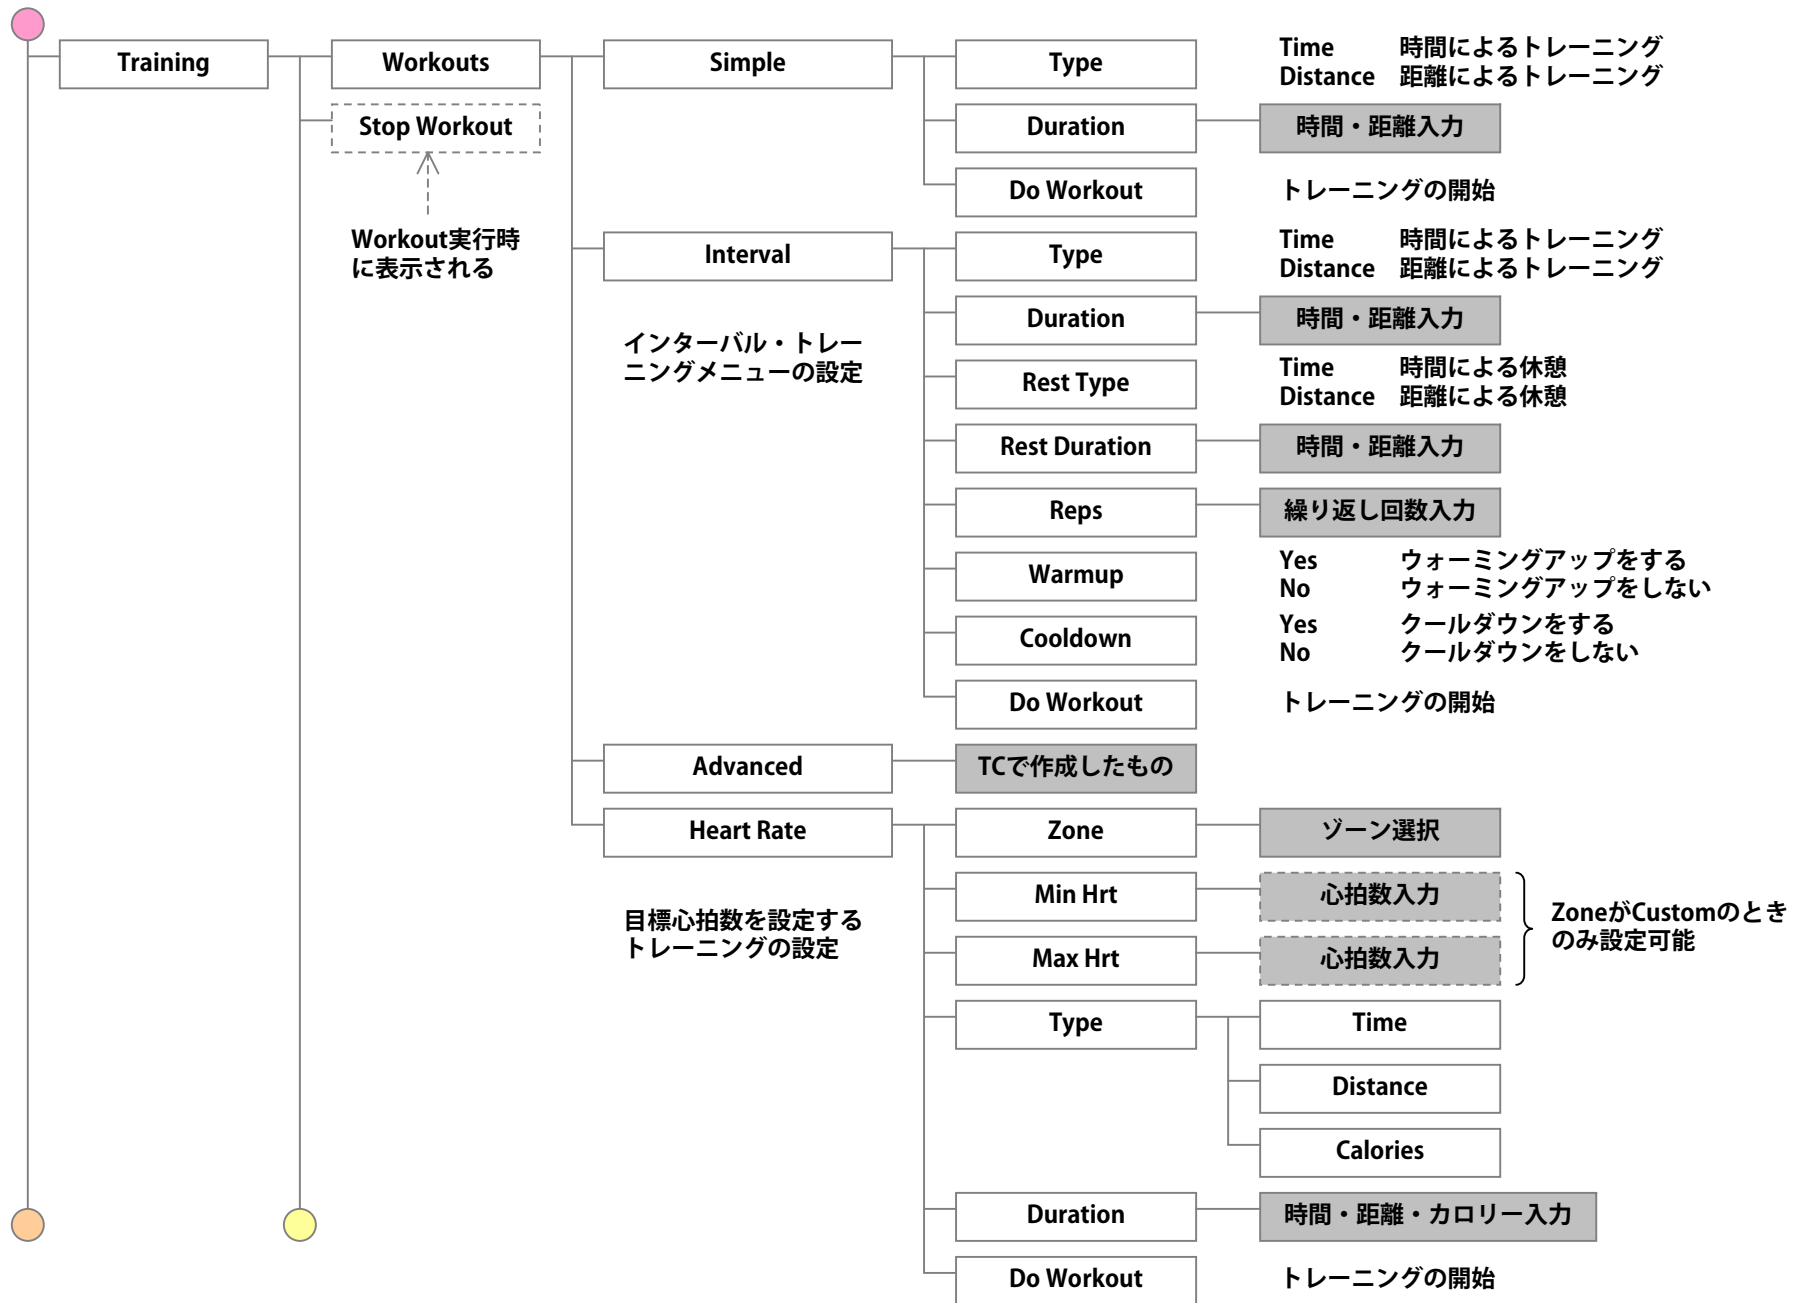 Training
Workouts
Simple
Type
Time 時間によるトレーニング
Distance 距離によるトレーニング
Stop Workout
Duration
時間・距離入力
Do Workout
トレーニングの開始
Workout実行時
に表示される
Interval
Type
Time 時間によるトレーニング
Distance 距離によるトレーニング
インターバル・トレー
ニングメニューの設定
Duration
時間・距離入力
Rest Type
Time 時間による休憩
Distance 距離による休憩
Rest Duration
時間・距離入力
Reps
繰り返し回数入力
Warmup
Yes ウォーミングアップをする
No ウォーミングアップをしない
Cooldown
Yes クールダウンをする
No クールダウンをしない
Do Workout
トレーニングの開始
Advanced
TCで作成したもの
Heart Rate
Zone
ゾーン選択
目標心拍数を設定する
トレーニングの設定
Min Hrt
心拍数入力
Max Hrt
心拍数入力
ZoneがCustomのとき
のみ設定可能
Type
Time
Distance
Calories
Duration
時間・距離・カロリー入力
Do Workout
トレーニングの開始